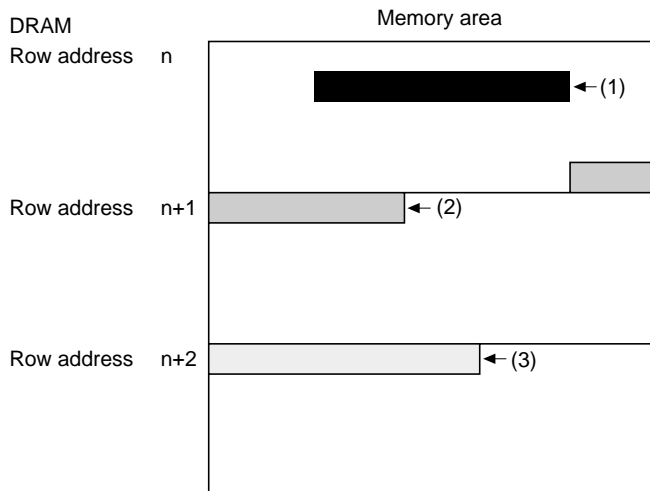 Memory area
DRAM
Row address n
(1)
Row address n+1
(2)
Row address n+2
(3)